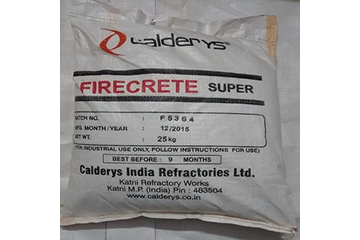 calderys®
FIRECRETE SUPER
BATCH NO. : F 5364
MFG. MONTH / YEAR : 12/2015
NET WT. : 25kg
FOR INDUSTRIAL USE ONLY, FOLLOW INSTRUCTIONS FOR USE)
BEST BEFORE : 9 MONTHS
Calderys India Refractories Ltd.
Katni Refractory Works
Katni M.P. (India) Pin : 483504
www.calderys.co.in